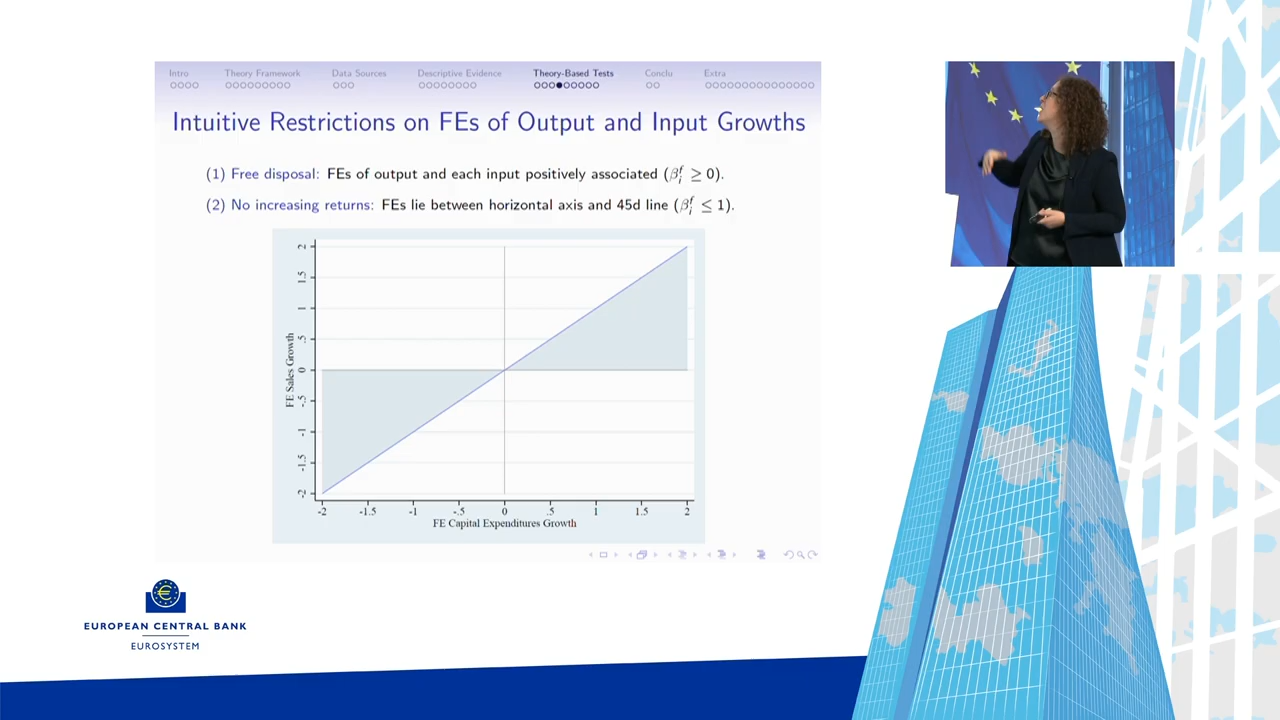 Intro Theory Framework Data Sources Descriptive Evidence Theory-Based Tests Conclu Extra
Intuitive Restrictions on FEs of Output and Input Growths
(1) Free disposal: FEs of output and each input positively associated (βᵢᶠ ≥ 0).
(2) No increasing returns: FEs lie between horizontal axis and 45d line (βᵢᶠ ≤ 1).
FE Sales Growth
2
1.5
1
.5
0
-.5
-1
-1.5
-2
-2 -1.5 -1 -.5 0 .5 1 1.5 2
FE Capital Expenditures Growth
EUROPEAN CENTRAL BANK
EUROSYSTEM